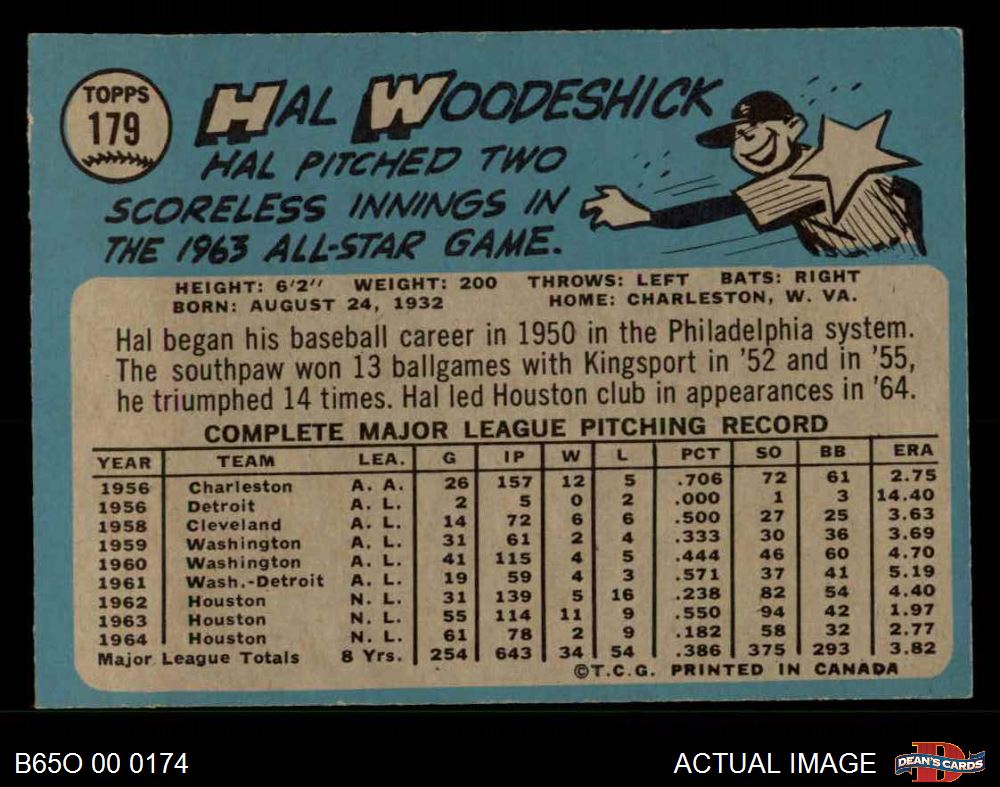 TOPPS
179
HAL WOODESHICK
HAL PITCHED TWO
SCORELESS INNINGS IN
THE 1963 ALL-STAR GAME.
HEIGHT: 6'2" WEIGHT: 200 THROWS: LEFT BATS: RIGHT
BORN: AUGUST 24, 1932 HOME: CHARLESTON, W. VA.
Hal began his baseball career in 1950 in the Philadelphia system.
The southpaw won 13 ballgames with Kingsport in '52 and in '55,
he triumphed 14 times. Hal led Houston club in appearances in '64.
COMPLETE MAJOR LEAGUE PITCHING RECORD
YEAR TEAM LEA. G IP W L PCT SO BB ERA
1956 Charleston A. A. 26 157 12 5 .706 72 61 2.75
1956 Detroit A. L. 2 5 0 2 .000 1 3 14.40
1958 Cleveland A. L. 14 72 6 6 .500 27 25 3.63
1959 Washington A. L. 31 61 2 4 .333 30 36 3.69
1960 Washington A. L. 41 115 4 5 .444 46 60 4.70
1961 Wash.-Detroit A. L. 19 59 4 3 .571 37 41 5.19
1962 Houston N. L. 31 139 5 16 .238 82 54 4.40
1963 Houston N. L. 55 114 11 9 .550 94 42 1.97
1964 Houston N. L. 61 78 2 9 .182 58 32 2.77
Major League Totals 8 Yrs. 254 643 34 54 .386 375 293 3.82
©T.C.G. PRINTED IN CANADA
B65O 00 0174 ACTUAL IMAGE
DEAN'S CARDS